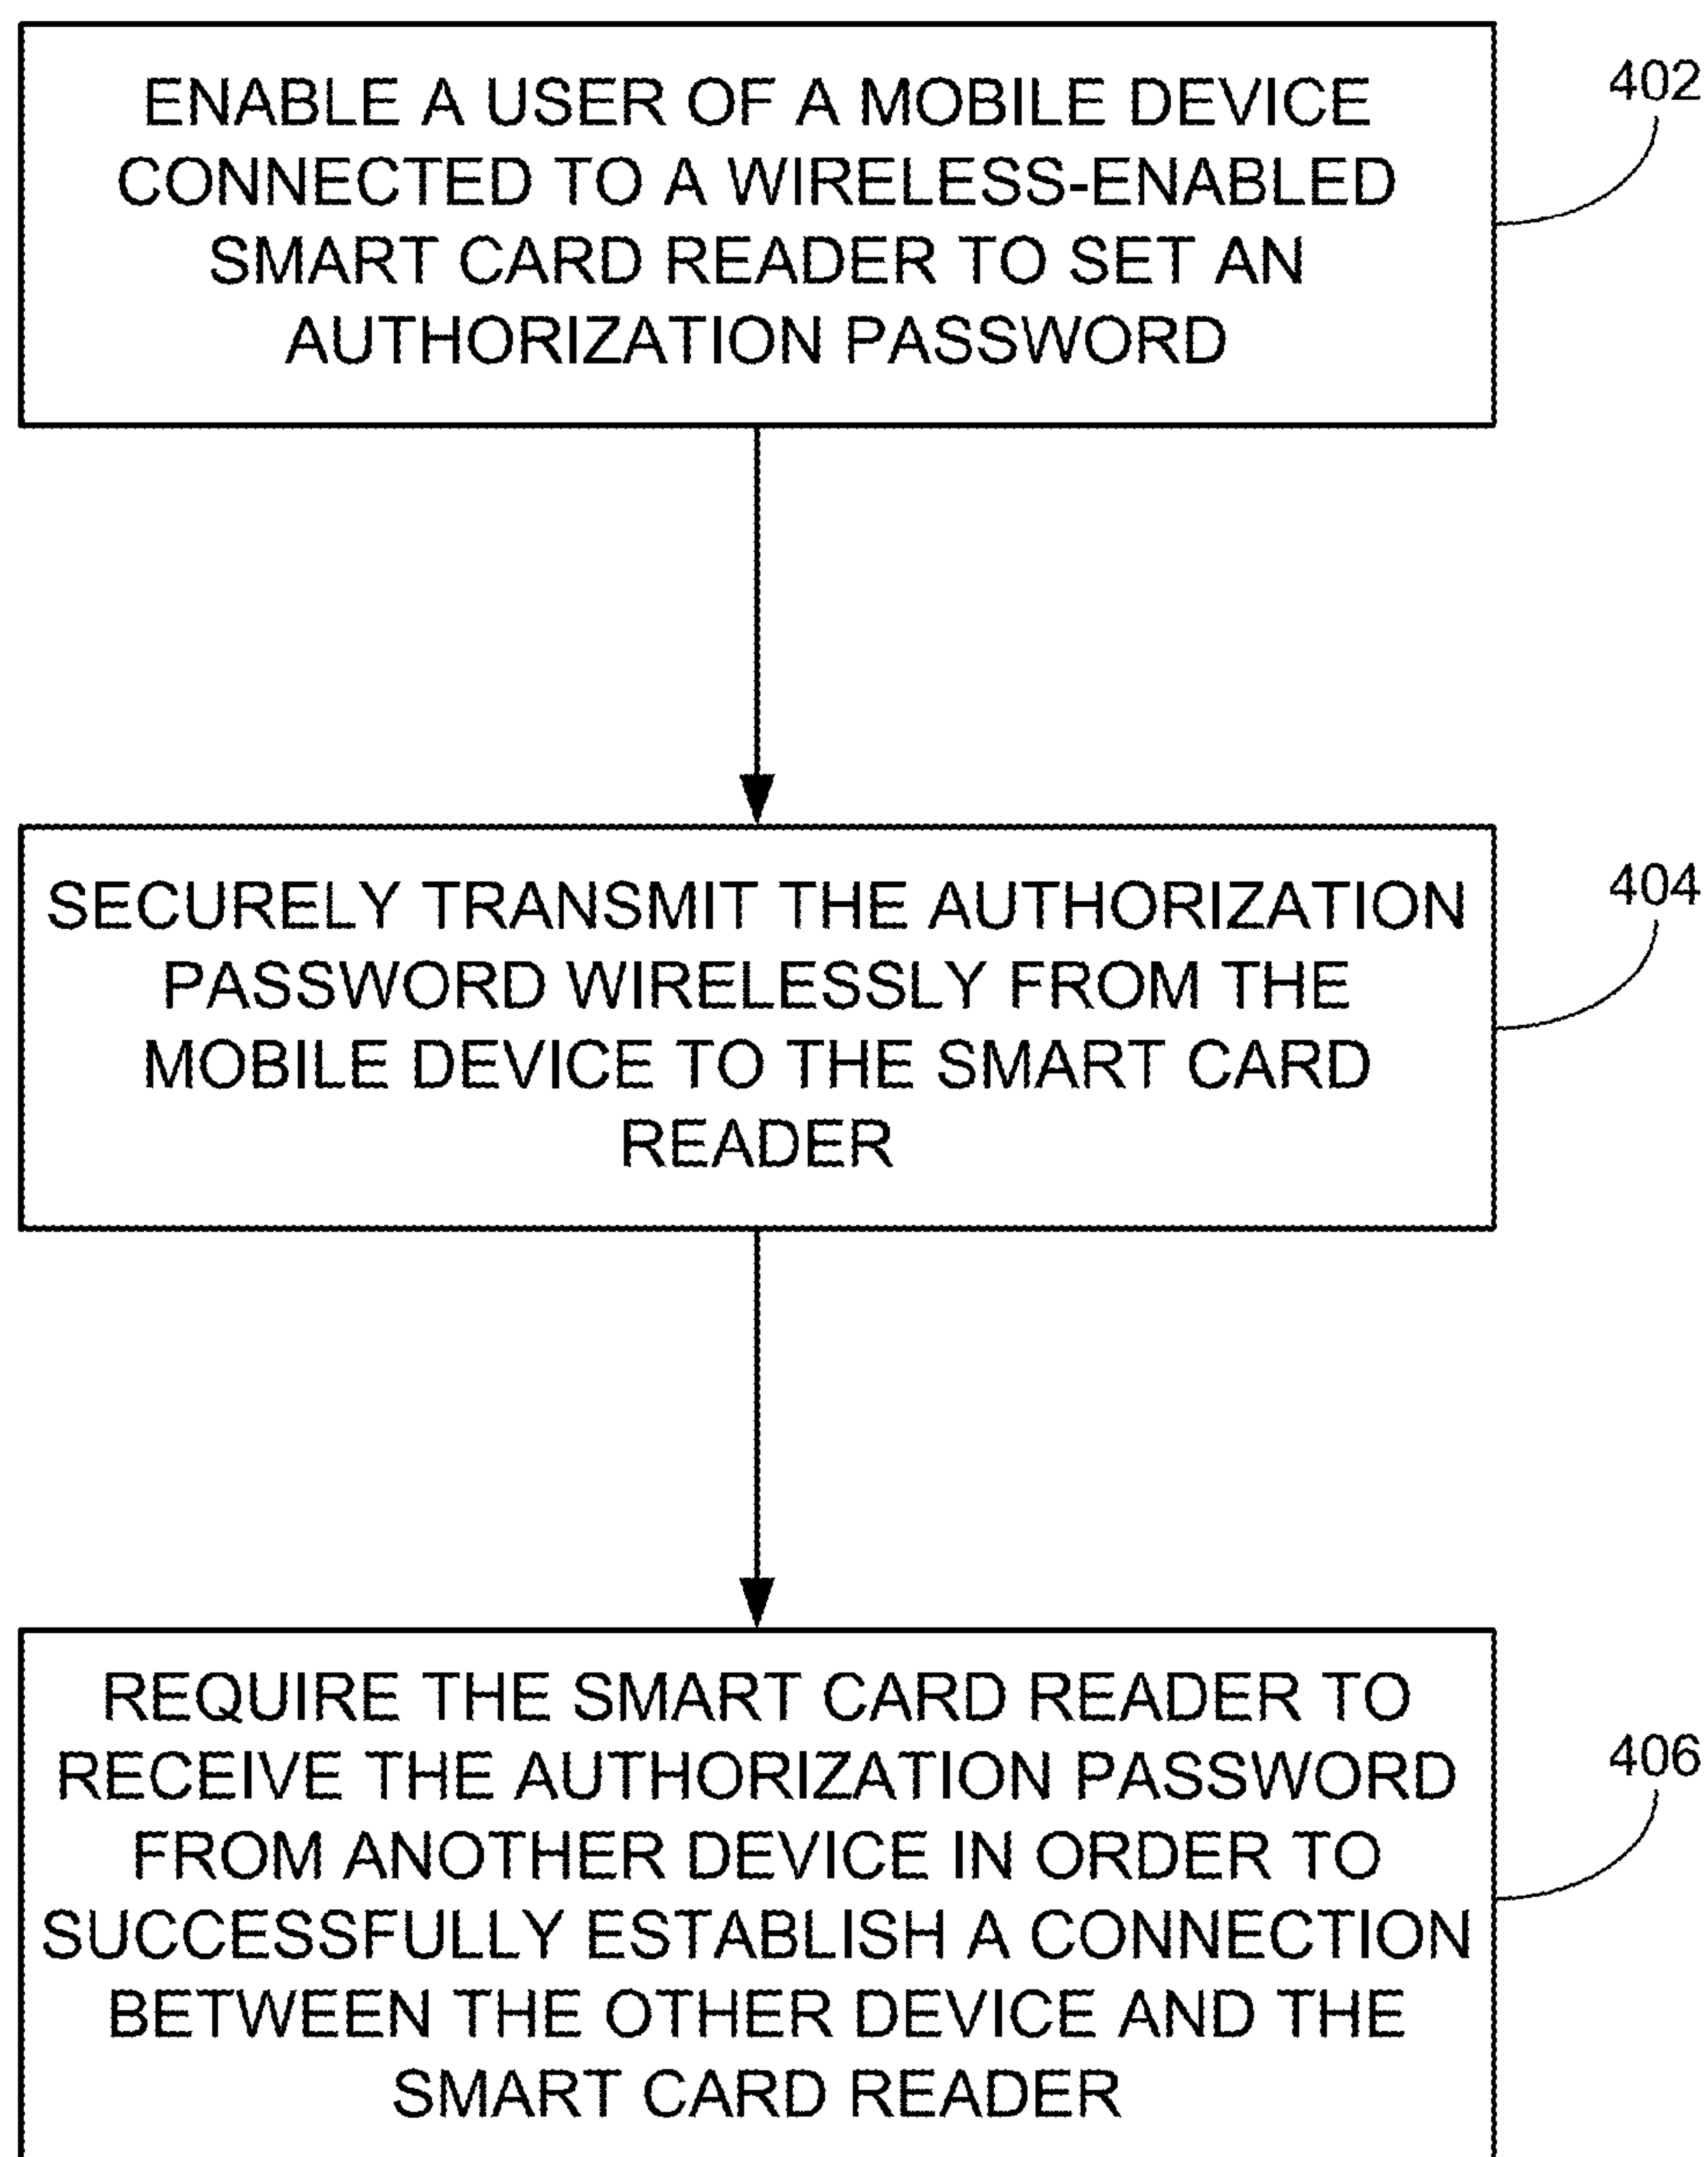 ENABLE A USER OF A MOBILE DEVICE
CONNECTED TO A WIRELESS-ENABLED
SMART CARD READER TO SET AN
AUTHORIZATION PASSWORD
402
SECURELY TRANSMIT THE AUTHORIZATION
PASSWORD WIRELESSLY FROM THE
MOBILE DEVICE TO THE SMART CARD
READER
404
REQUIRE THE SMART CARD READER TO
RECEIVE THE AUTHORIZATION PASSWORD
FROM ANOTHER DEVICE IN ORDER TO
SUCCESSFULLY ESTABLISH A CONNECTION
BETWEEN THE OTHER DEVICE AND THE
SMART CARD READER
406